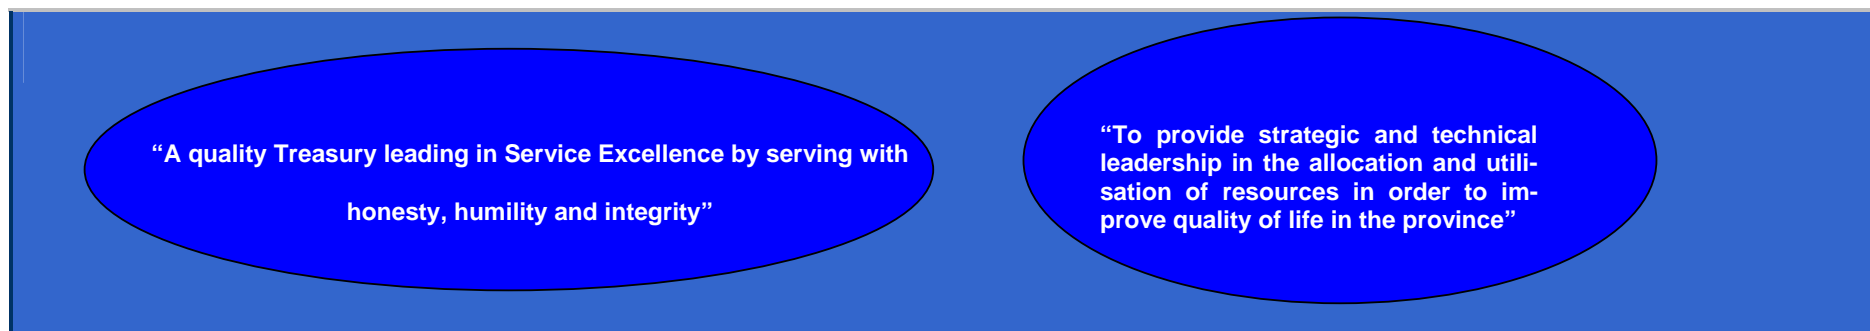 “A quality Treasury leading in Service Excellence by serving with
honesty, humility and integrity”
“To provide strategic and technical
leadership in the allocation and utili-
sation of resources in order to im-
prove quality of life in the province”